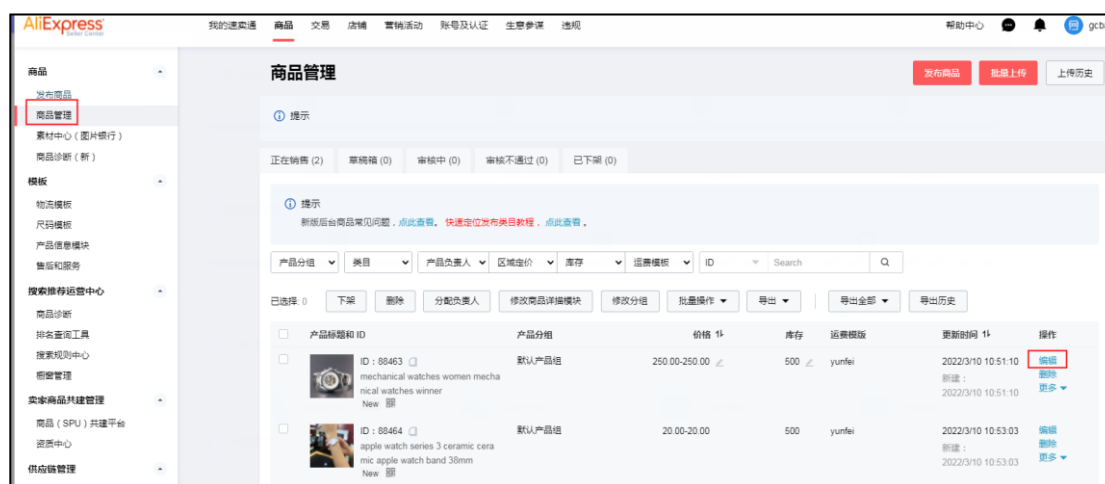 AliExpress
Seller Center
我的速卖通 商品 交易 店铺 营销活动 账号及认证 生意参谋 违规 帮助中心
商品
发布商品
商品管理
素材中心（图片银行）
商品诊断（新）
模板
物流模板
尺码模板
产品信息模块
售后和服务
搜索推荐运营中心
商品诊断
排名查询工具
搜索规则中心
橱窗管理
卖家商品共建管理
商品（SPU）共建平台
资质中心
供应链管理
商品管理
发布商品 批量上传 上传历史
提示
正在销售 (2) 草稿箱 (0) 审核中 (0) 审核不通过 (0) 已下架 (0)
提示
新版后台商品常见问题，点此查看。 快速定位发布类目教程，点此查看。
产品分组 类目 产品负责人 区域定价 库存 运费模板 ID Search
已选择: 0 下架 删除 分配负责人 修改商品详描模块 修改分组 批量操作 导出 导出全部 导出历史
产品标题和 ID 产品分组 价格 库存 运费模版 更新时间 操作
ID：88463 默认产品组 250.00-250.00 500 yunfei 2022/3/10 10:51:10 编辑
mechanical watches women mecha 新建： 删除
nical watches winner 2022/3/10 10:51:10 更多
New
ID：88464 默认产品组 20.00-20.00 500 yunfei 2022/3/10 10:53:03 编辑
apple watch series 3 ceramic cera 新建： 删除
mic apple watch band 38mm 2022/3/10 10:53:03 更多
New